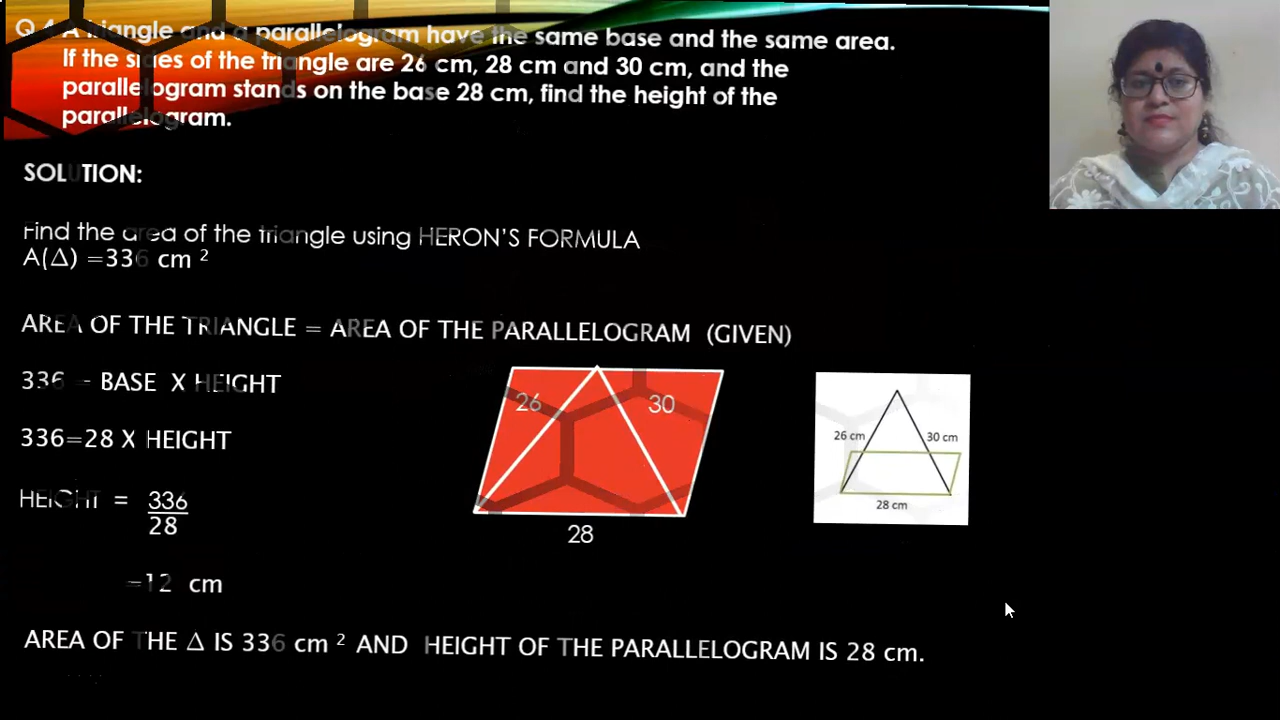 Q.4 A triangle and a parallelogram have the same base and the same area.
If the sides of the triangle are 26 cm, 28 cm and 30 cm, and the
parallelogram stands on the base 28 cm, find the height of the
parallelogram.
SOLUTION:
Find the area of the triangle using HERON'S FORMULA
A(Δ) =336 cm ²
AREA OF THE TRIANGLE = AREA OF THE PARALLELOGRAM (GIVEN)
336 = BASE X HEIGHT
336=28 X HEIGHT
HEIGHT = 336
28
=12 cm
AREA OF THE Δ IS 336 cm ² AND HEIGHT OF THE PARALLELOGRAM IS 28 cm.
26
30
28
26 cm
30 cm
28 cm